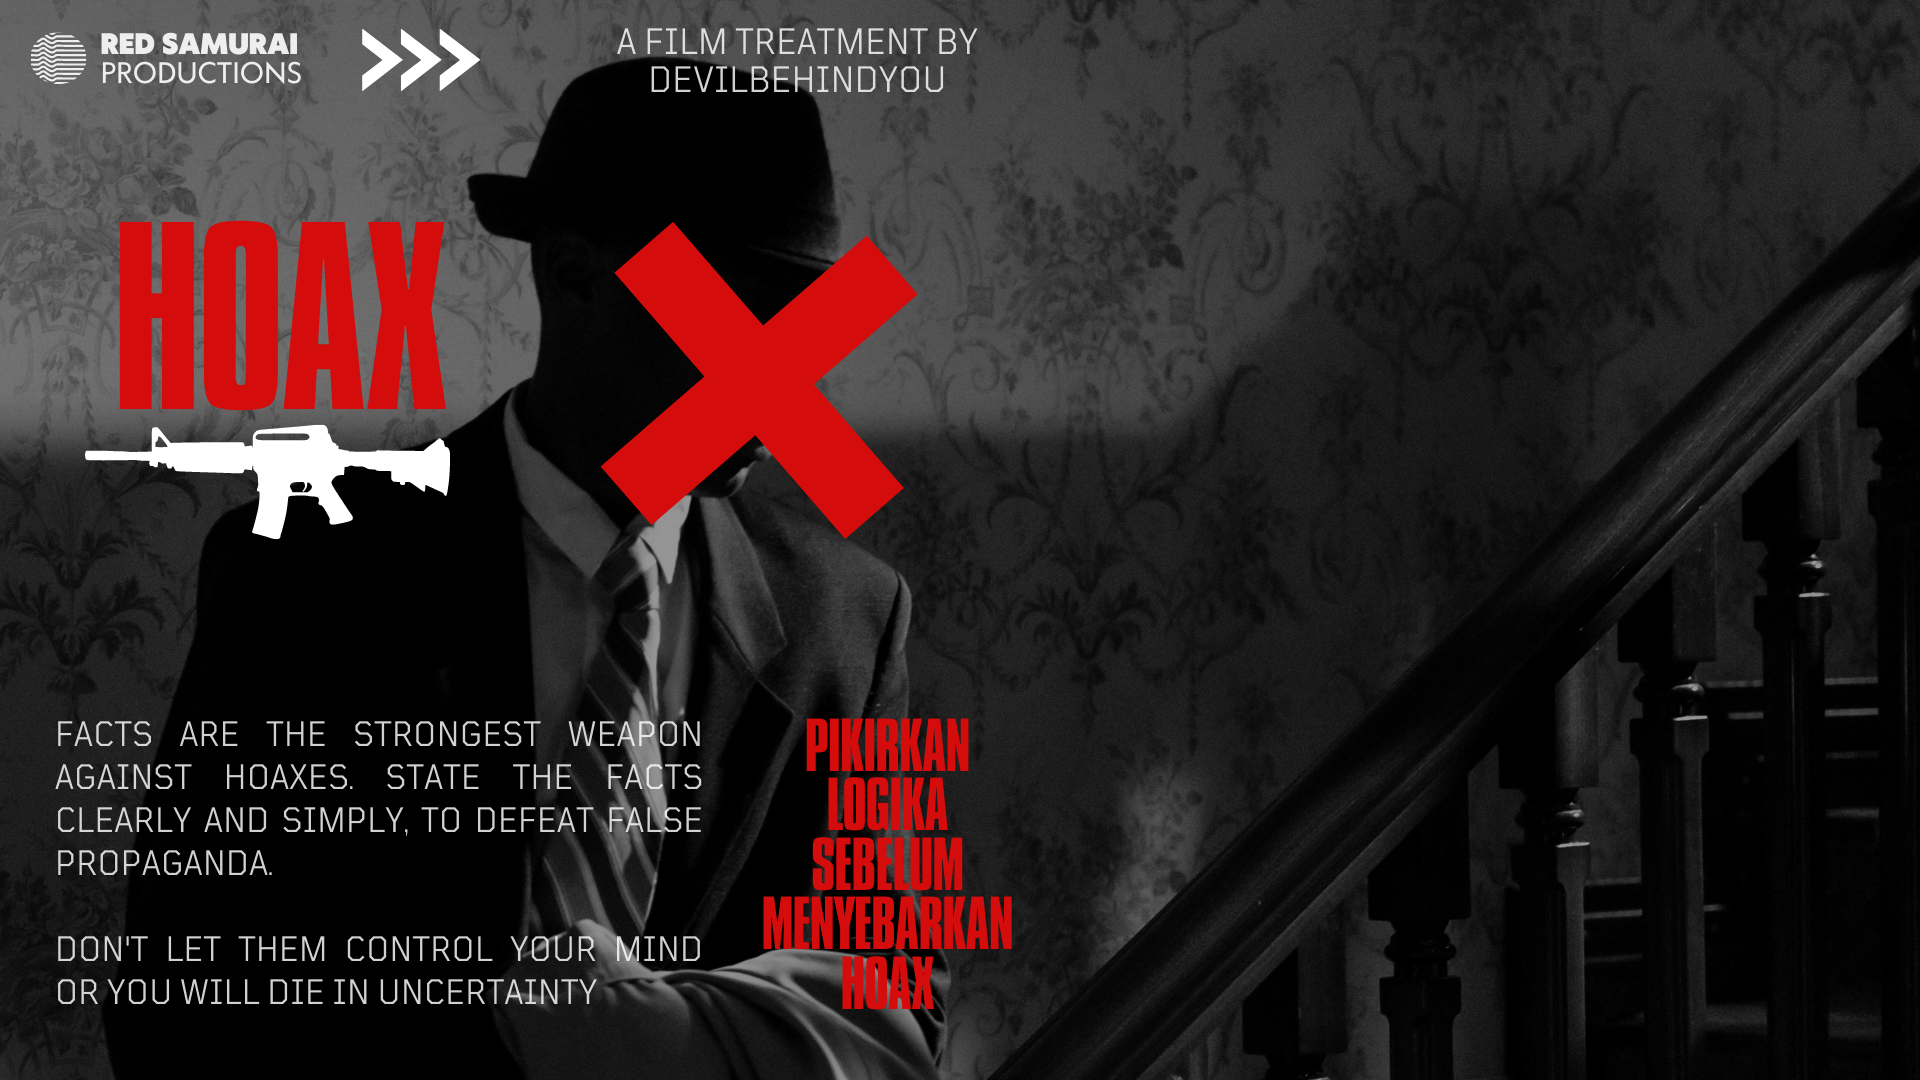 RED SAMURAI
PRODUCTIONS
A FILM TREATMENT BY
DEVILBEHINDYOU
HOAX
FACTS ARE THE STRONGEST WEAPON
AGAINST HOAXES. STATE THE FACTS
CLEARLY AND SIMPLY, TO DEFEAT FALSE
PROPAGANDA.
DON'T LET THEM CONTROL YOUR MIND
OR YOU WILL DIE IN UNCERTAINTY
PIKIRKAN
LOGIKA
SEBELUM
MENYEBARKAN
HOAX